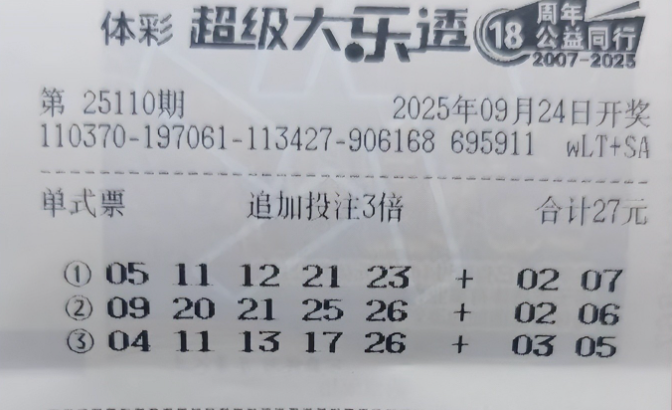 体彩 超级大乐透 18 周年
公益同行
2007-2025
第 25110期 2025年09月24日开奖
110370-197061-113427-906168 695911 wLT+SA
单式票 追加投注3倍 合计27元
① 05 11 12 21 23 + 02 07
② 09 20 21 25 26 + 02 06
③ 04 11 13 17 26 + 03 05